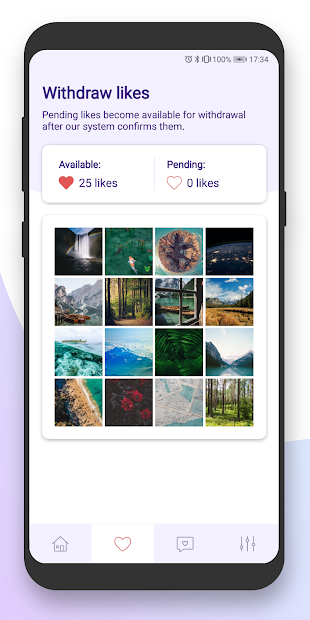 100% 17:34
Withdraw likes
Pending likes become available for withdrawal
after our system confirms them.
Available: Pending:
25 likes 0 likes